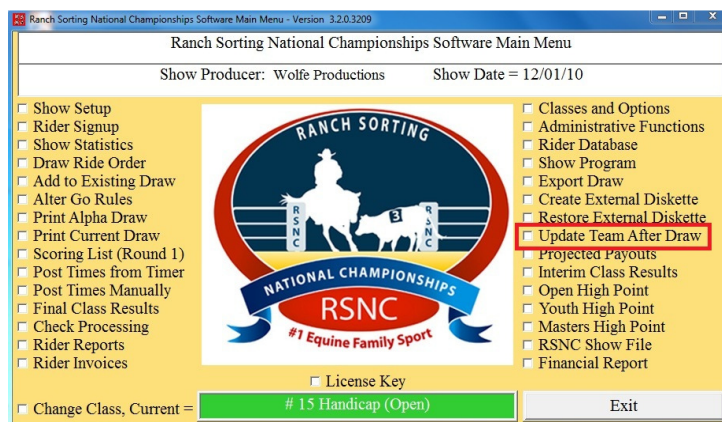 Ranch Sorting National Championships Software Main Menu - Version 3.2.0.3209
Ranch Sorting National Championships Software Main Menu
Show Producer: Wolfe Productions Show Date = 12/01/10
Show Setup
Rider Signup
Show Statistics
Draw Ride Order
Add to Existing Draw
Alter Go Rules
Print Alpha Draw
Print Current Draw
Scoring List (Round 1)
Post Times from Timer
Post Times Manually
Final Class Results
Check Processing
Rider Reports
Rider Invoices
RANCH SORTING
RSNC
3
RSNC
NATIONAL CHAMPIONSHIPS
RSNC
#1 Equine Family Sport
Classes and Options
Administrative Functions
Rider Database
Show Program
Export Draw
Create External Diskette
Restore External Diskette
Update Team After Draw
Projected Payouts
Interim Class Results
Open High Point
Youth High Point
Masters High Point
RSNC Show File
Financial Report
License Key
Change Class, Current = # 15 Handicap (Open) Exit